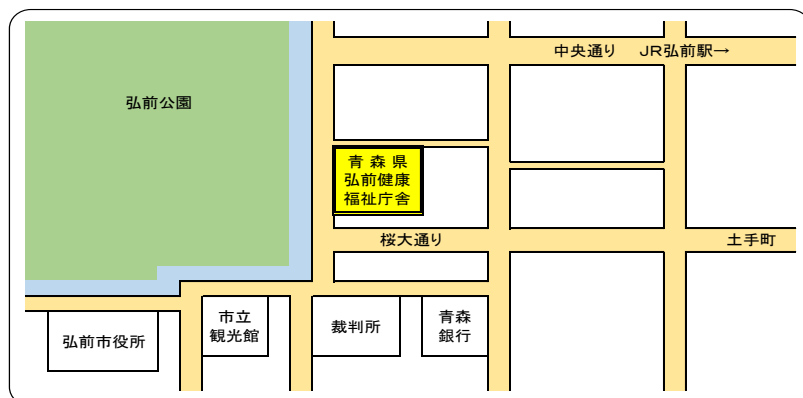 中央通り　ＪＲ弘前駅→
弘前公園
青 森 県
弘前健康
福祉庁舎
桜大通り
土手町
市立
観光館
裁判所
青森
銀行
弘前市役所